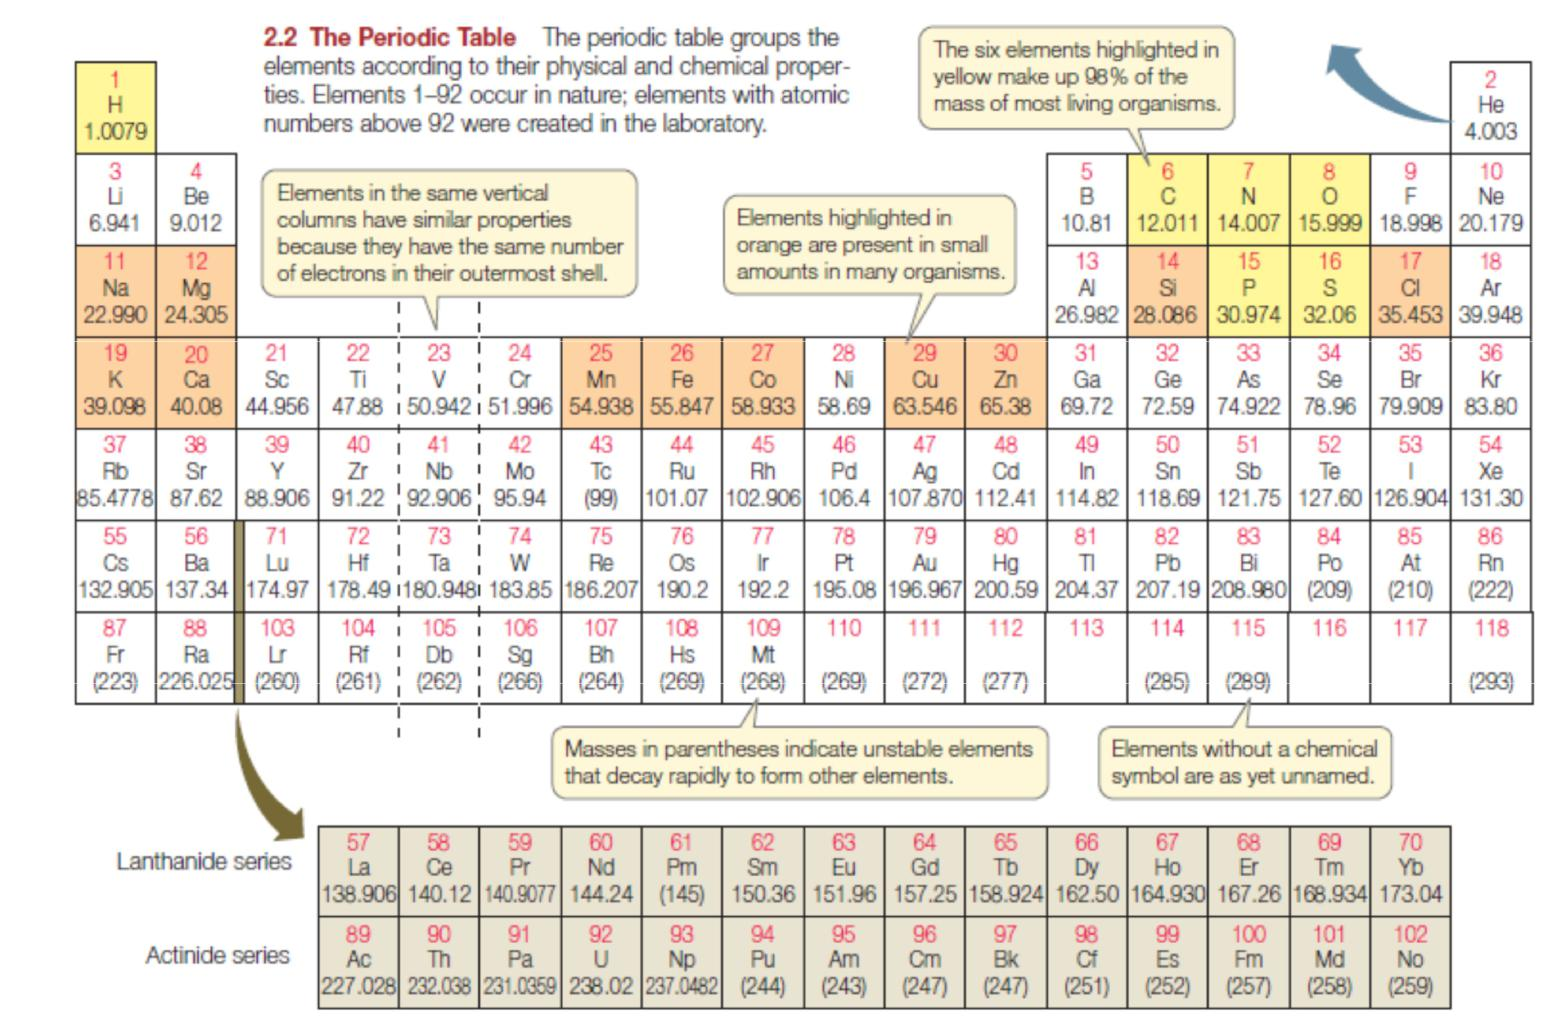 2.2 The Periodic Table The periodic table groups the
elements according to their physical and chemical proper-
ties. Elements 1–92 occur in nature; elements with atomic
numbers above 92 were created in the laboratory.
The six elements highlighted in
yellow make up 98% of the
mass of most living organisms.
1
H
1.0079
2
He
4.003
Elements in the same vertical
columns have similar properties
because they have the same number
of electrons in their outermost shell.
Elements highlighted in
orange are present in small
amounts in many organisms.
3 4 5 6 7 8 9 10
Li Be B C N O F Ne
6.941 9.012 10.81 12.011 14.007 15.999 18.998 20.179
11 12 13 14 15 16 17 18
Na Mg Al Si P S Cl Ar
22.990 24.305 26.982 28.086 30.974 32.06 35.453 39.948
19 20 21 22 23 24 25 26 27 28 29 30 31 32 33 34 35 36
K Ca Sc Ti V Cr Mn Fe Co Ni Cu Zn Ga Ge As Se Br Kr
39.098 40.08 44.956 47.88 50.942 51.996 54.938 55.847 58.933 58.69 63.546 65.38 69.72 72.59 74.922 78.96 79.909 83.80
37 38 39 40 41 42 43 44 45 46 47 48 49 50 51 52 53 54
Rb Sr Y Zr Nb Mo Tc Ru Rh Pd Ag Cd In Sn Sb Te I Xe
85.4778 87.62 88.906 91.22 92.906 95.94 (99) 101.07 102.906 106.4 107.870 112.41 114.82 118.69 121.75 127.60 126.904 131.30
55 56 71 72 73 74 75 76 77 78 79 80 81 82 83 84 85 86
Cs Ba Lu Hf Ta W Re Os Ir Pt Au Hg Tl Pb Bi Po At Rn
132.905 137.34 174.97 178.49 180.948 183.85 186.207 190.2 192.2 195.08 196.967 200.59 204.37 207.19 208.980 (209) (210) (222)
87 88 103 104 105 106 107 108 109 110 111 112 113 114 115 116 117 118
Fr Ra Lr Rf Db Sg Bh Hs Mt
(223) 226.025 (260) (261) (262) (266) (264) (269) (268) (269) (272) (277) (285) (289) (293)
Masses in parentheses indicate unstable elements
that decay rapidly to form other elements.
Elements without a chemical
symbol are as yet unnamed.
Lanthanide series
57 58 59 60 61 62 63 64 65 66 67 68 69 70
La Ce Pr Nd Pm Sm Eu Gd Tb Dy Ho Er Tm Yb
138.906 140.12 140.9077 144.24 (145) 150.36 151.96 157.25 158.924 162.50 164.930 167.26 168.934 173.04
Actinide series
89 90 91 92 93 94 95 96 97 98 99 100 101 102
Ac Th Pa U Np Pu Am Cm Bk Cf Es Fm Md No
227.028 232.038 231.0359 238.02 237.0482 (244) (243) (247) (247) (251) (252) (257) (258) (259)